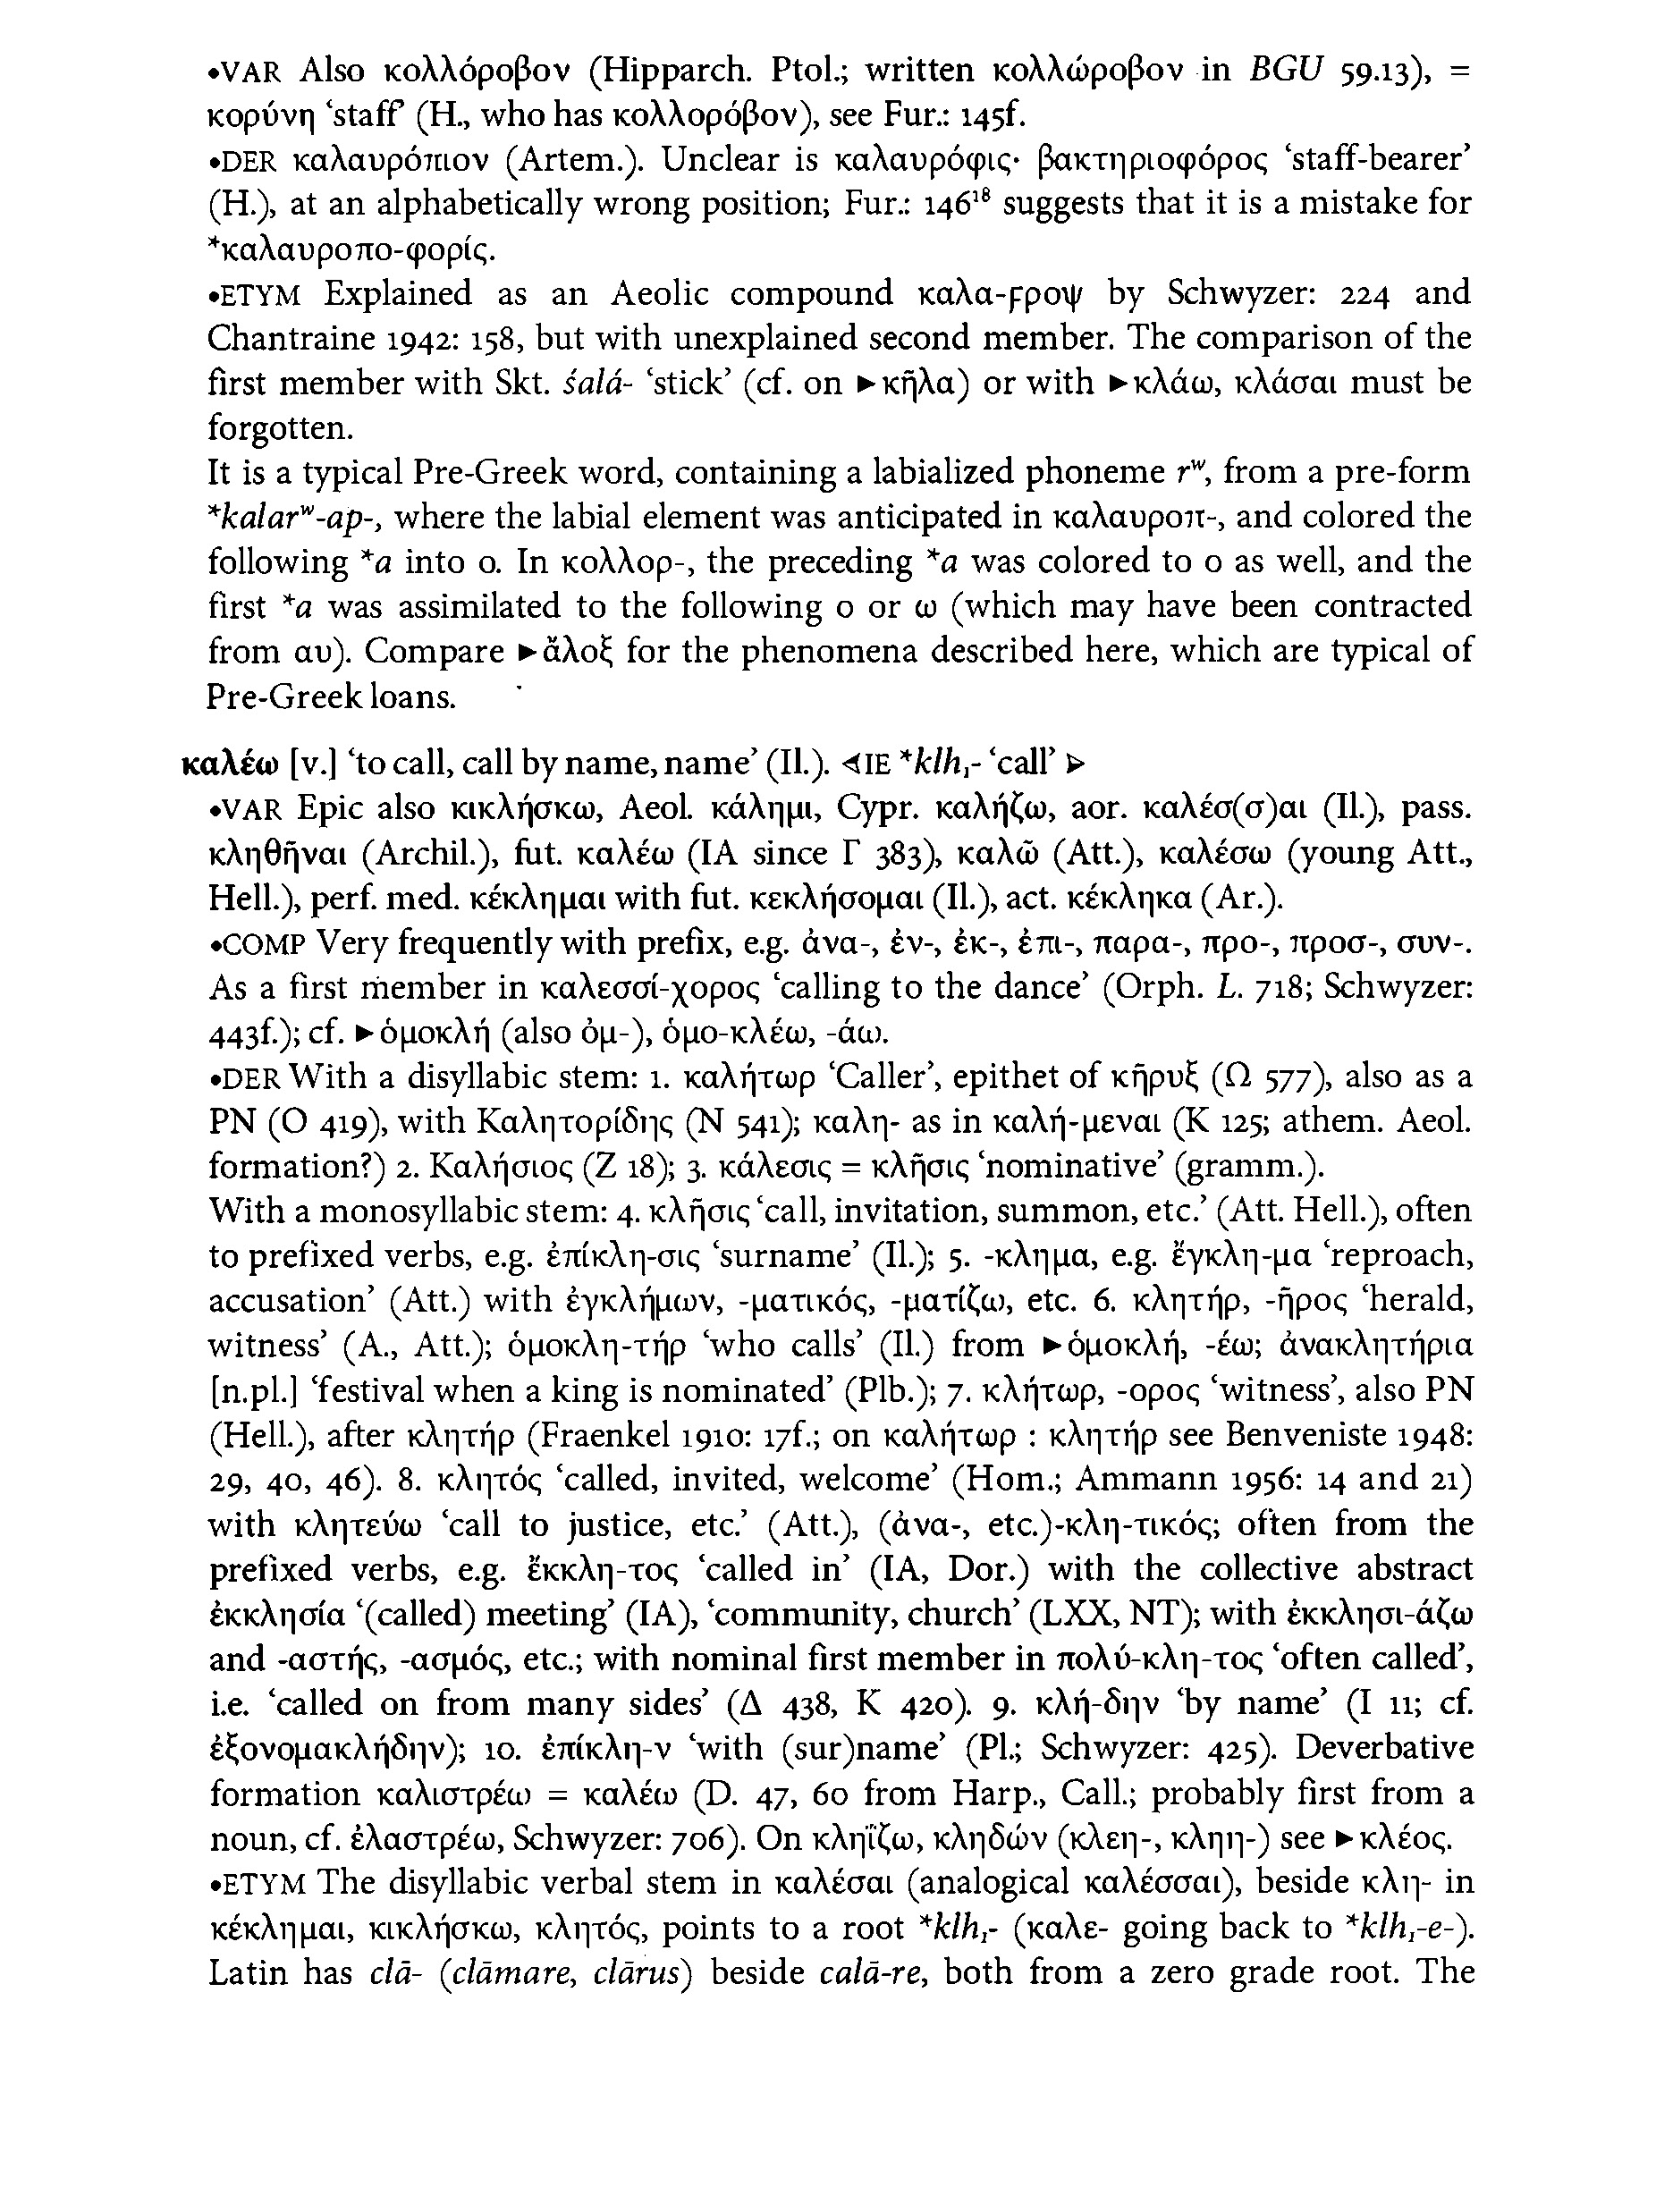 •VAR Also κολλόροβον (Hipparch. Ptol.; written κολλώροβον in BGU 59.13), =
κορύνη ‘staff’ (H., who has κολλορόβον), see Fur.: 145f.
•DER καλαυρόπιον (Artem.). Unclear is καλαυρόφις· βακτηριοφόρος ‘staff-bearer’
(H.), at an alphabetically wrong position; Fur.: 146¹⁸ suggests that it is a mistake for
*καλαυροπο-φορίς.
•ETYM Explained as an Aeolic compound καλα-ϝροψ by Schwyzer: 224 and
Chantraine 1942: 158, but with unexplained second member. The comparison of the
first member with Skt. śalá- ‘stick’ (cf. on ►κῆλα) or with ►κλάω, κλάσαι must be
forgotten.
It is a typical Pre-Greek word, containing a labialized phoneme rʷ, from a pre-form
*kalarʷ-ap-, where the labial element was anticipated in καλαυροπ-, and colored the
following *a into o. In κολλορ-, the preceding *a was colored to o as well, and the
first *a was assimilated to the following ο or ω (which may have been contracted
from αυ). Compare ►ἄλοξ for the phenomena described here, which are typical of
Pre-Greek loans.
καλέω [v.] ‘to call, call by name, name’ (Il.). ⊲IE *klh₁- ‘call’ ⊳
•VAR Epic also κικλήσκω, Aeol. κάλημι, Cypr. καλήζω, aor. καλέσ(σ)αι (Il.), pass.
κληθῆναι (Archil.), fut. καλέω (IA since Γ 383), καλῶ (Att.), καλέσω (young Att.,
Hell.), perf. med. κέκλημαι with fut. κεκλήσομαι (Il.), act. κέκληκα (Ar.).
•COMP Very frequently with prefix, e.g. ἀνα-, ἐν-, ἐκ-, ἐπι-, παρα-, προ-, προσ-, συν-.
As a first member in καλεσσί-χορος ‘calling to the dance’ (Orph. L. 718; Schwyzer:
443f.); cf. ►ὁμοκλή (also ὀμ-), ὁμο-κλέω, -άω.
•DER With a disyllabic stem: 1. καλήτωρ ‘Caller’, epithet of κῆρυξ (Ω 577), also as a
PN (Ο 419), with Καλητορίδης (Ν 541); καλη- as in καλή-μεναι (Κ 125; athem. Aeol.
formation?) 2. Καλήσιος (Ζ 18); 3. κάλεσις = κλῆσις ‘nominative’ (gramm.).
With a monosyllabic stem: 4. κλῆσις ‘call, invitation, summon, etc.’ (Att. Hell.), often
to prefixed verbs, e.g. ἐπίκλη-σις ‘surname’ (Il.); 5. -κλημα, e.g. ἔγκλη-μα ‘reproach,
accusation’ (Att.) with ἐγκλήμων, -ματικός, -ματίζω, etc. 6. κλητήρ, -ῆρος ‘herald,
witness’ (A., Att.); ὁμοκλη-τήρ ‘who calls’ (Il.) from ►ὁμοκλή, -έω; ἀνακλητήρια
[n.pl.] ‘festival when a king is nominated’ (Plb.); 7. κλήτωρ, -ορος ‘witness’, also PN
(Hell.), after κλητήρ (Fraenkel 1910: 17f.; on καλήτωρ : κλητήρ see Benveniste 1948:
29, 40, 46). 8. κλητός ‘called, invited, welcome’ (Hom.; Ammann 1956: 14 and 21)
with κλητεύω ‘call to justice, etc.’ (Att.), (ἀνα-, etc.)-κλη-τικός; often from the
prefixed verbs, e.g. ἔκκλη-τος ‘called in’ (IA, Dor.) with the collective abstract
ἐκκλησία ‘(called) meeting’ (IA), ‘community, church’ (LXX, NT); with ἐκκλησι-άζω
and -αστής, -ασμός, etc.; with nominal first member in πολύ-κλη-τος ‘often called’,
i.e. ‘called on from many sides’ (Δ 438, Κ 420). 9. κλή-δην ‘by name’ (Ι 11; cf.
ἐξονομακλήδην); 10. ἐπίκλη-ν ‘with (sur)name’ (Pl.; Schwyzer: 425). Deverbative
formation καλιστρέω = καλέω (D. 47, 60 from Harp., Call.; probably first from a
noun, cf. ἐλαστρέω, Schwyzer: 706). On κληΐζω, κληδών (κλεη-, κληη-) see ►κλέος.
•ETYM The disyllabic verbal stem in καλέσαι (analogical καλέσσαι), beside κλη- in
κέκλημαι, κικλήσκω, κλητός, points to a root *klh₁- (καλε- going back to *klh₁-e-).
Latin has clā- (clāmare, clārus) beside calā-re, both from a zero grade root. The